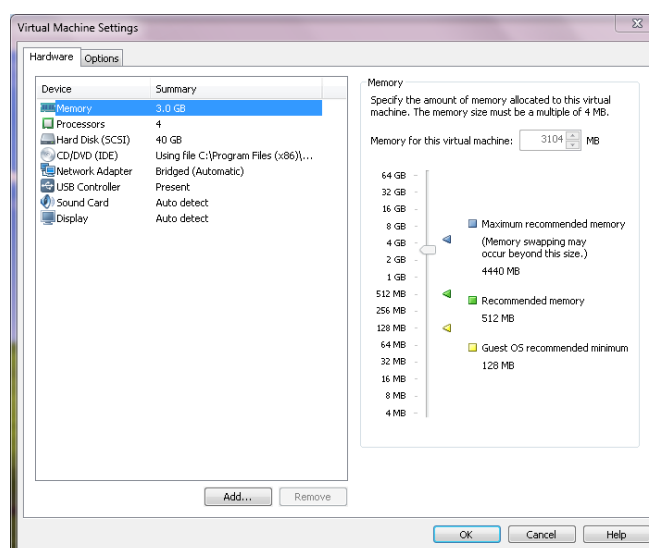 Virtual Machine Settings
Hardware
Options
Device Summary
Memory 3.0 GB
Processors 4
Hard Disk (SCSI) 40 GB
CD/DVD (IDE) Using file C:\Program Files (x86)\...
Network Adapter Bridged (Automatic)
USB Controller Present
Sound Card Auto detect
Display Auto detect
Add...
Remove
Memory
Specify the amount of memory allocated to this virtual
machine. The memory size must be a multiple of 4 MB.
Memory for this virtual machine: 3104 MB
64 GB
32 GB
16 GB
8 GB
4 GB
2 GB
1 GB
512 MB
256 MB
128 MB
64 MB
32 MB
16 MB
8 MB
4 MB
Maximum recommended memory
(Memory swapping may
occur beyond this size.)
4440 MB
Recommended memory
512 MB
Guest OS recommended minimum
128 MB
OK
Cancel
Help